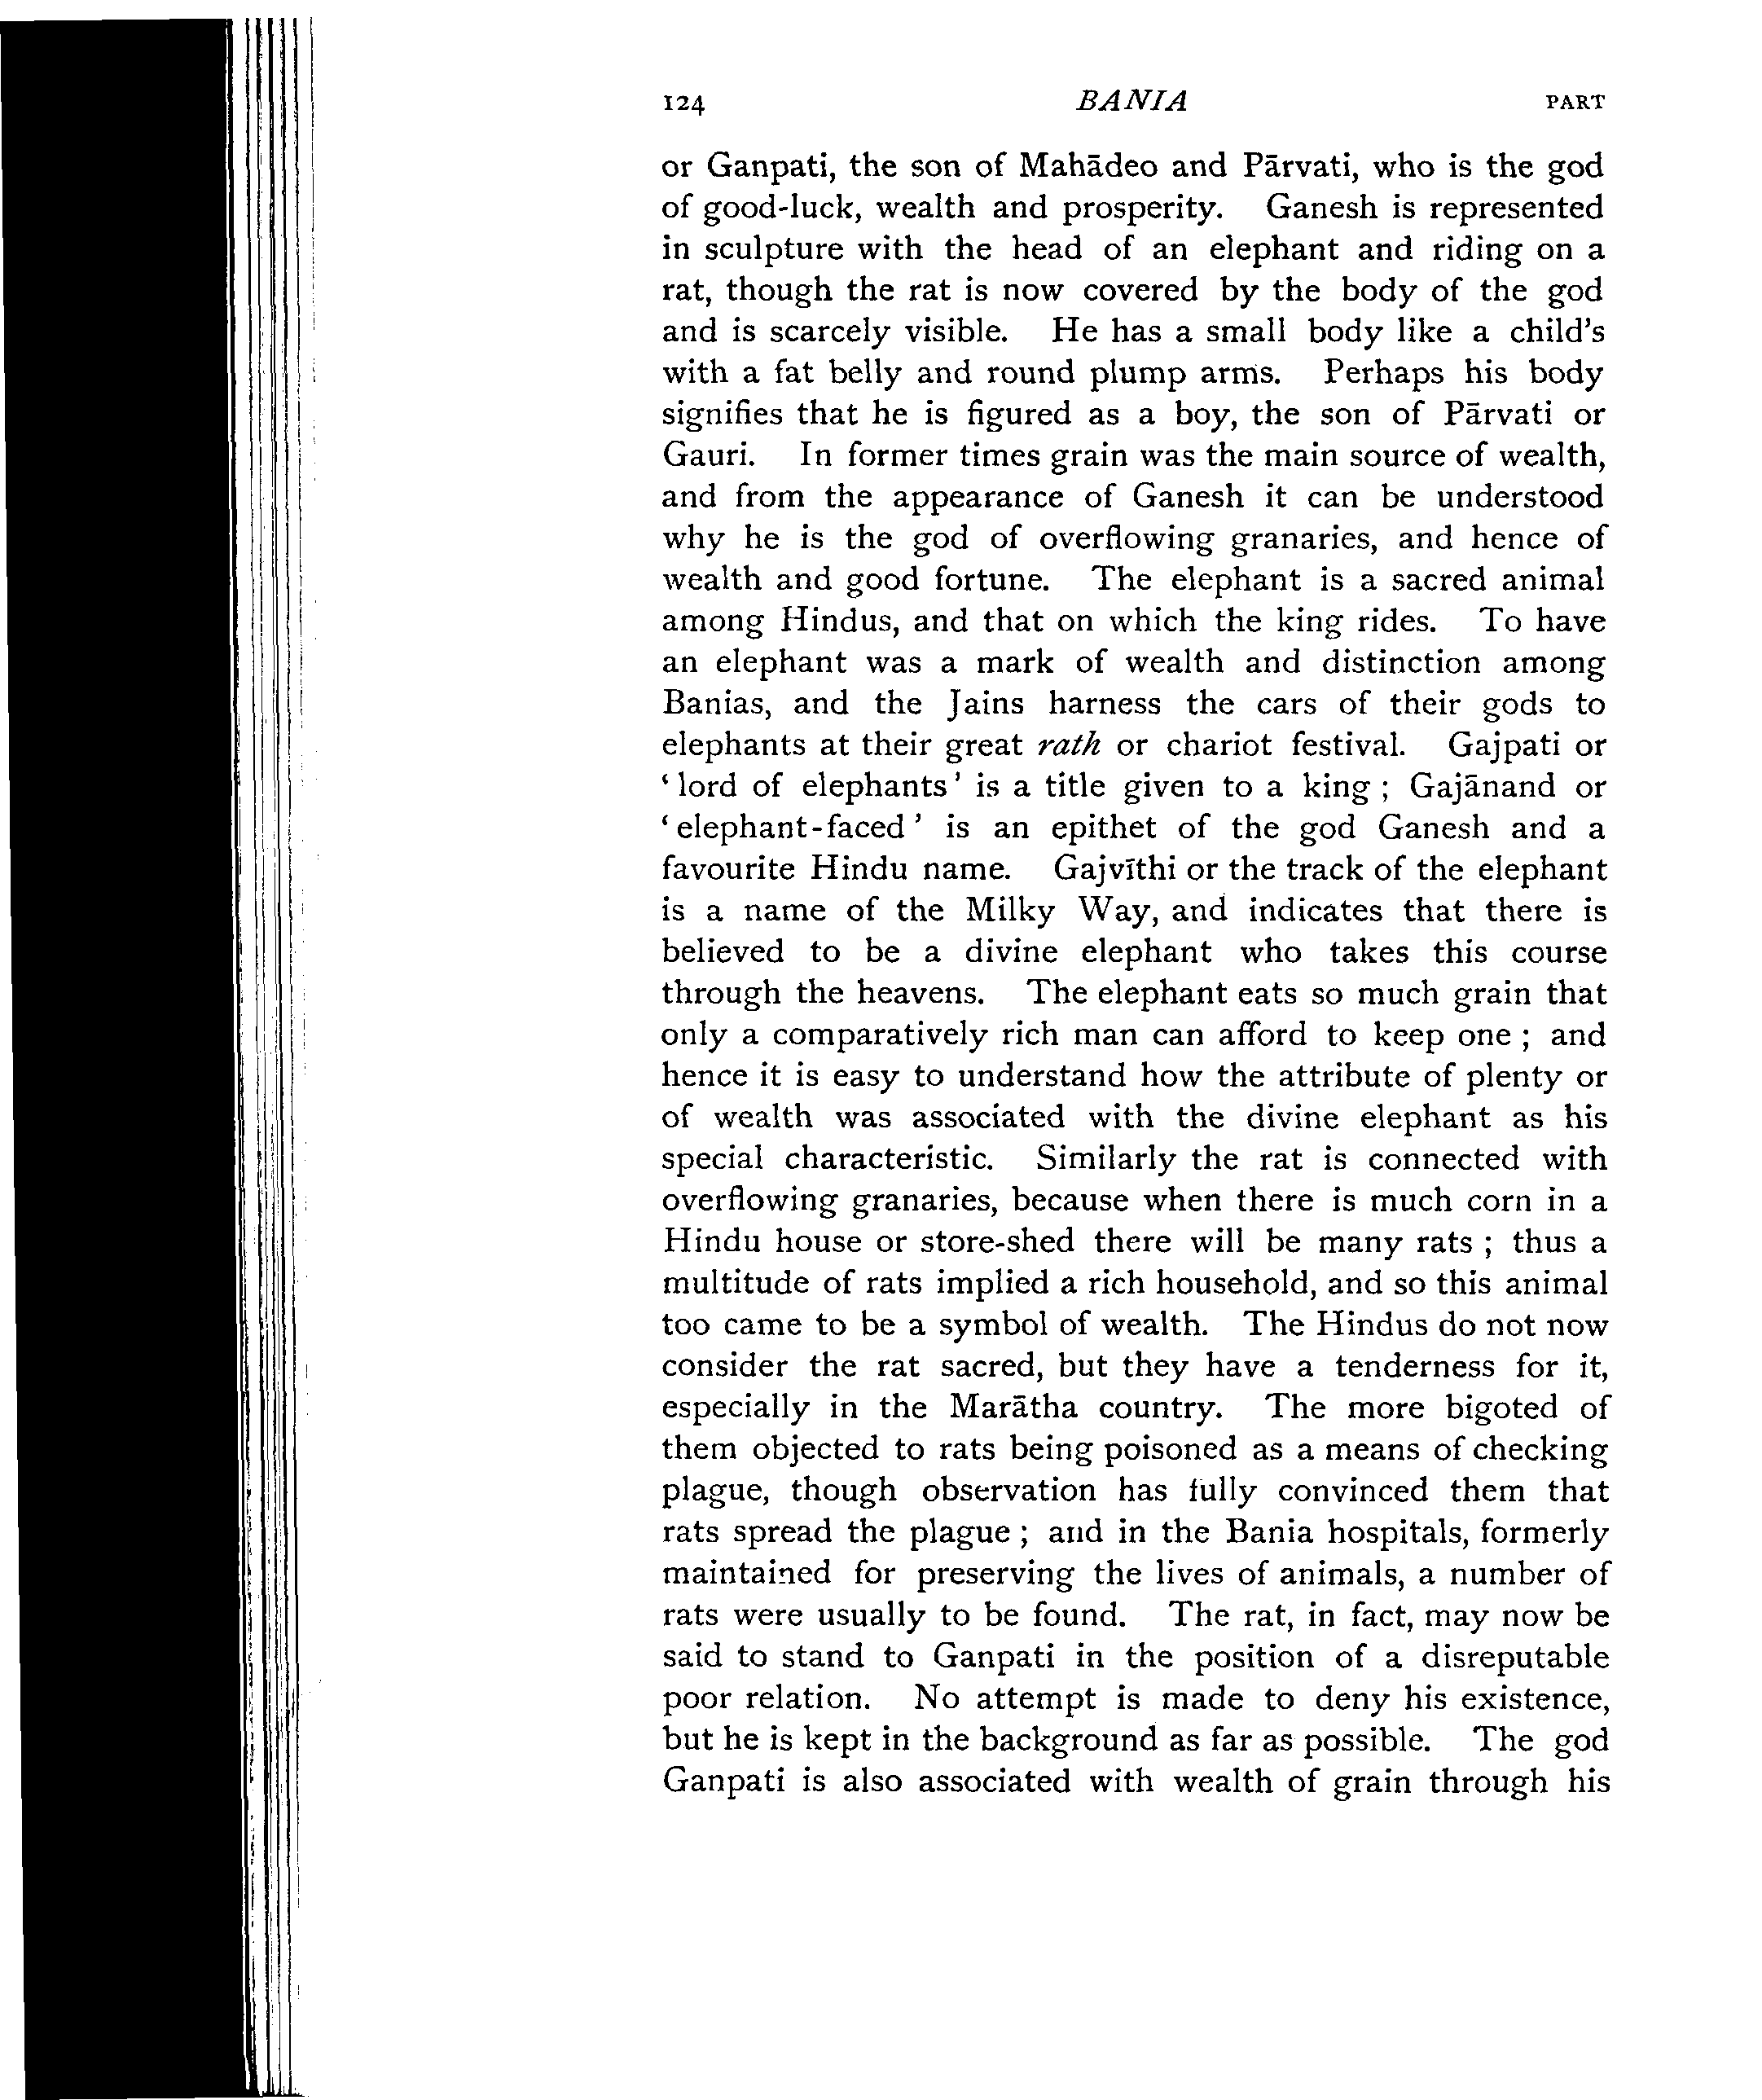 124 BANIA PART
or Ganpati, the son of Mahādeo and Pārvati, who is the god
of good-luck, wealth and prosperity. Ganesh is represented
in sculpture with the head of an elephant and riding on a
rat, though the rat is now covered by the body of the god
and is scarcely visible. He has a small body like a child's
with a fat belly and round plump arms. Perhaps his body
signifies that he is figured as a boy, the son of Pārvati or
Gauri. In former times grain was the main source of wealth,
and from the appearance of Ganesh it can be understood
why he is the god of overflowing granaries, and hence of
wealth and good fortune. The elephant is a sacred animal
among Hindus, and that on which the king rides. To have
an elephant was a mark of wealth and distinction among
Banias, and the Jains harness the cars of their gods to
elephants at their great rath or chariot festival. Gajpati or
‘lord of elephants’ is a title given to a king ; Gajānand or
‘elephant-faced’ is an epithet of the god Ganesh and a
favourite Hindu name. Gajvīthi or the track of the elephant
is a name of the Milky Way, and indicates that there is
believed to be a divine elephant who takes this course
through the heavens. The elephant eats so much grain that
only a comparatively rich man can afford to keep one ; and
hence it is easy to understand how the attribute of plenty or
of wealth was associated with the divine elephant as his
special characteristic. Similarly the rat is connected with
overflowing granaries, because when there is much corn in a
Hindu house or store-shed there will be many rats ; thus a
multitude of rats implied a rich household, and so this animal
too came to be a symbol of wealth. The Hindus do not now
consider the rat sacred, but they have a tenderness for it,
especially in the Marātha country. The more bigoted of
them objected to rats being poisoned as a means of checking
plague, though observation has fully convinced them that
rats spread the plague ; and in the Bania hospitals, formerly
maintained for preserving the lives of animals, a number of
rats were usually to be found. The rat, in fact, may now be
said to stand to Ganpati in the position of a disreputable
poor relation. No attempt is made to deny his existence,
but he is kept in the background as far as possible. The god
Ganpati is also associated with wealth of grain through his